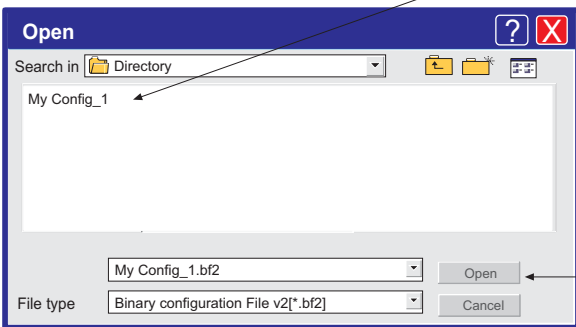 Open ? X
Search in Directory
My Config_1
My Config_1.bf2
Open
File type Binary configuration File v2[*.bf2]
Cancel